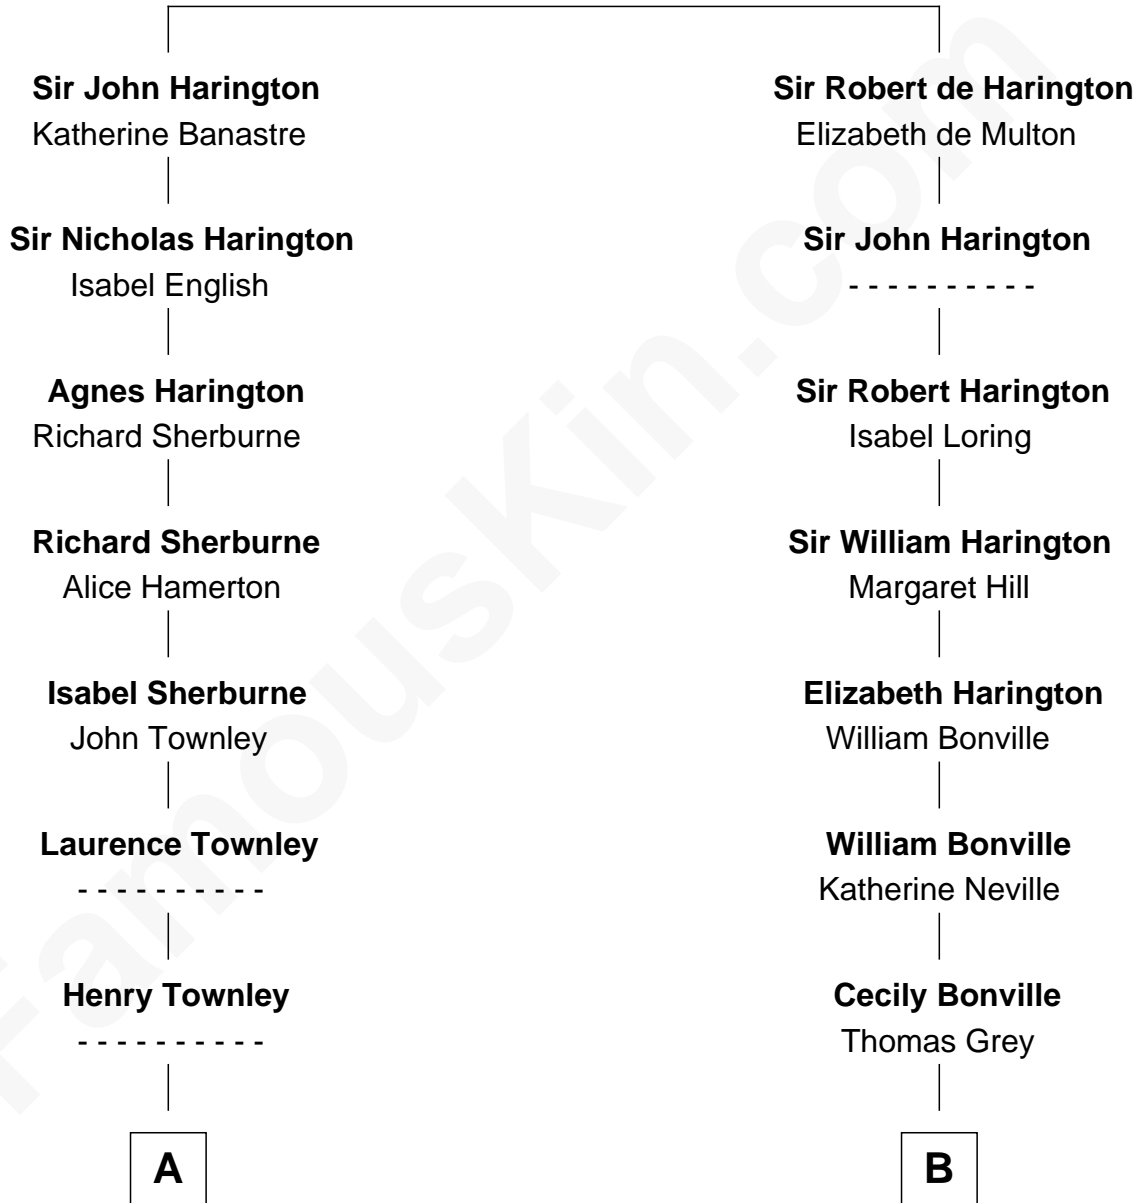 Sir John Harington
Katherine Banastre
Sir Nicholas Harington
Isabel English
Agnes Harington
Richard Sherburne
Richard Sherburne
Alice Hamerton
Isabel Sherburne
John Townley
Laurence Townley
- - - - - - - - - -
Henry Townley
- - - - - - - - - -
A
Sir Robert de Harington
Elizabeth de Multon
Sir John Harington
- - - - - - - - - -
Sir Robert Harington
Isabel Loring
Sir William Harington
Margaret Hill
Elizabeth Harington
William Bonville
William Bonville
Katherine Neville
Cecily Bonville
Thomas Grey
B
FamousKin.com